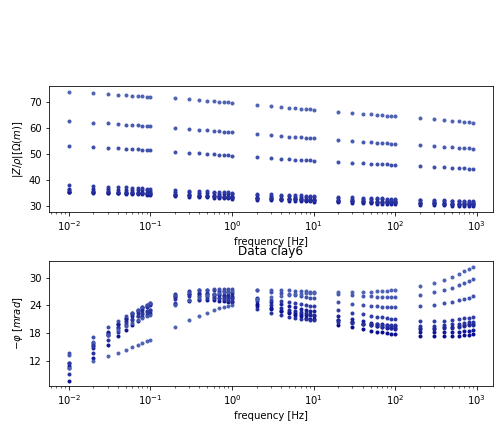 |Z/ρ|[Ω(m)]
70
60
50
40
30
10⁻² 10⁻¹ 10⁰ 10¹ 10² 10³
frequency [Hz]
Data clay6
−φ [mrad]
30
24
18
12
10⁻² 10⁻¹ 10⁰ 10¹ 10² 10³
frequency [Hz]